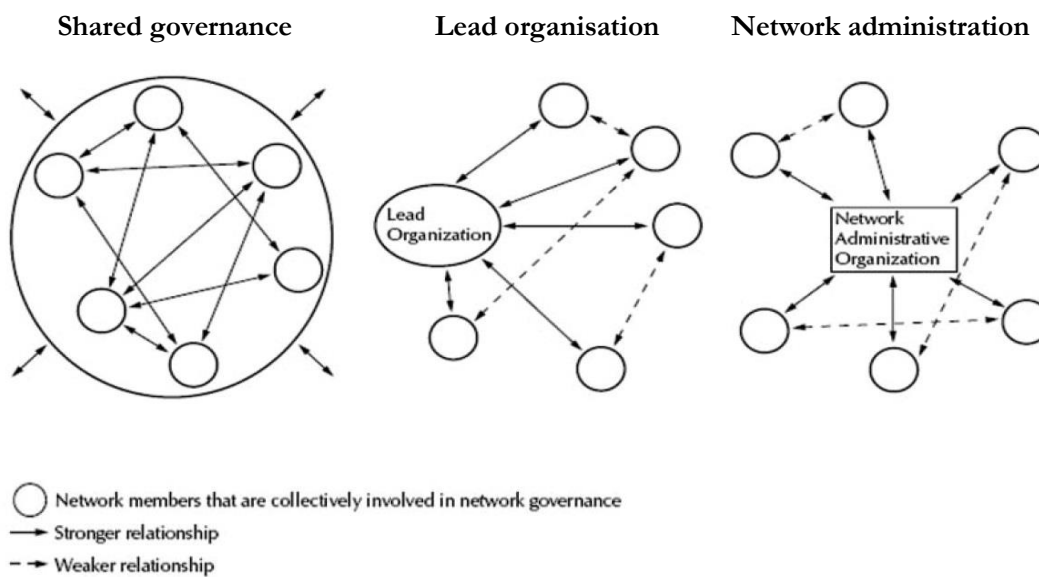 Shared governance
Lead organisation
Network administration
Lead
Organization
Network
Administrative
Organization
Network members that are collectively involved in network governance
Stronger relationship
Weaker relationship